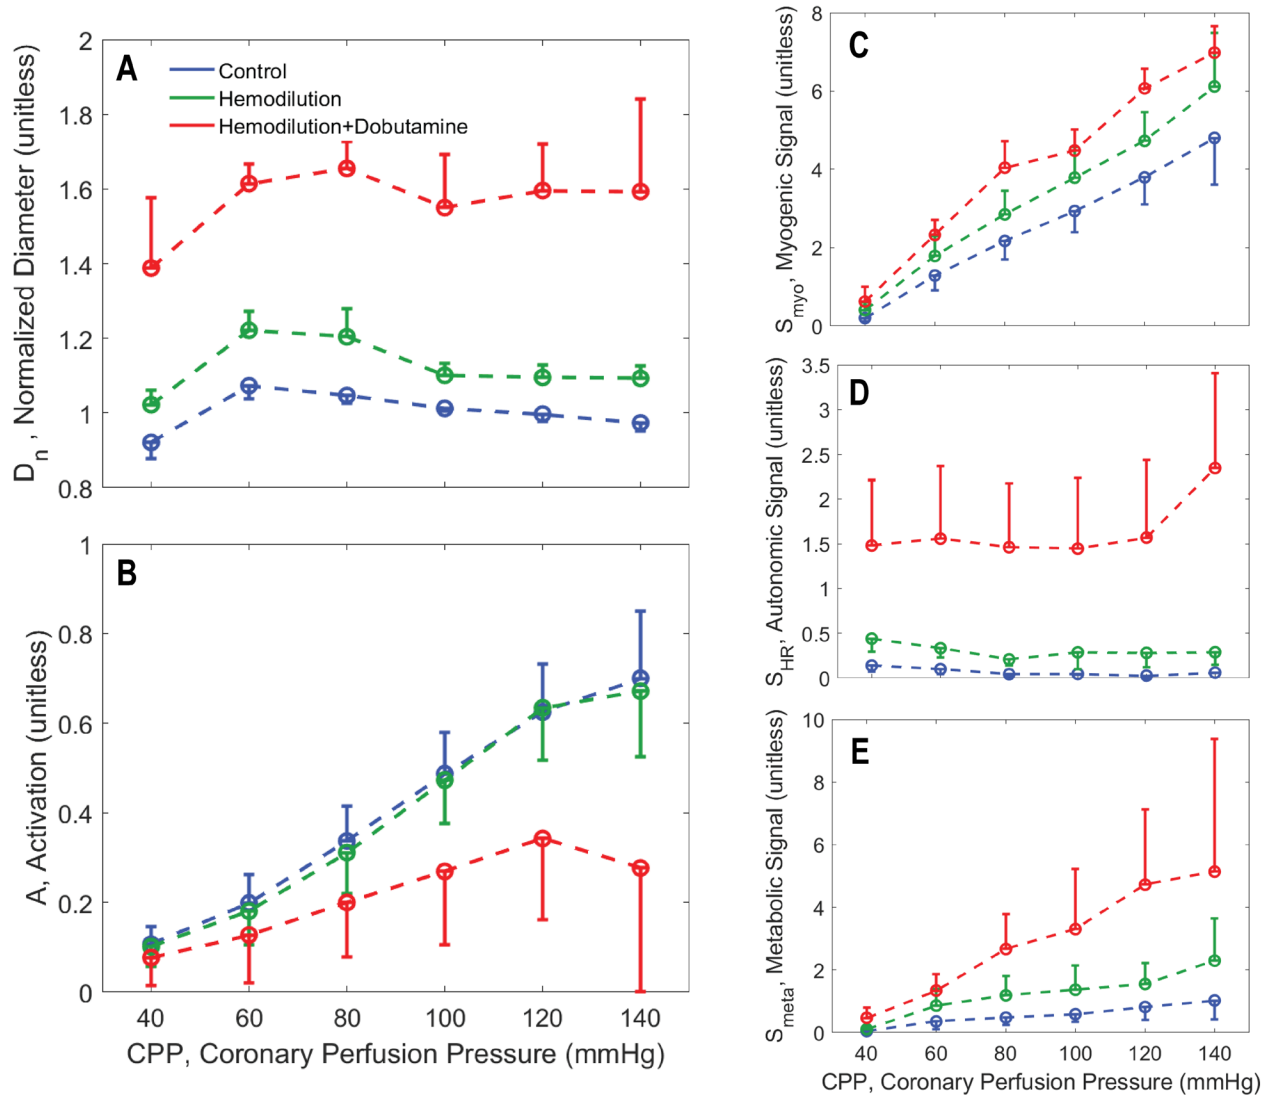 A
Control
Hemodilution
Hemodilution+Dobutamine
D_n , Normalized Diameter (unitless)
2
1.8
1.6
1.4
1.2
1
0.8
B
A, Activation (unitless)
1
0.8
0.6
0.4
0.2
0
40 60 80 100 120 140
CPP, Coronary Perfusion Pressure (mmHg)
C
S_myo, Myogenic Signal (unitless)
8
6
4
2
0
D
S_HR, Autonomic Signal (unitless)
3.5
3
2.5
2
1.5
1
0.5
0
E
S_meta, Metabolic Signal (unitless)
10
8
6
4
2
0
40 60 80 100 120 140
CPP, Coronary Perfusion Pressure (mmHg)